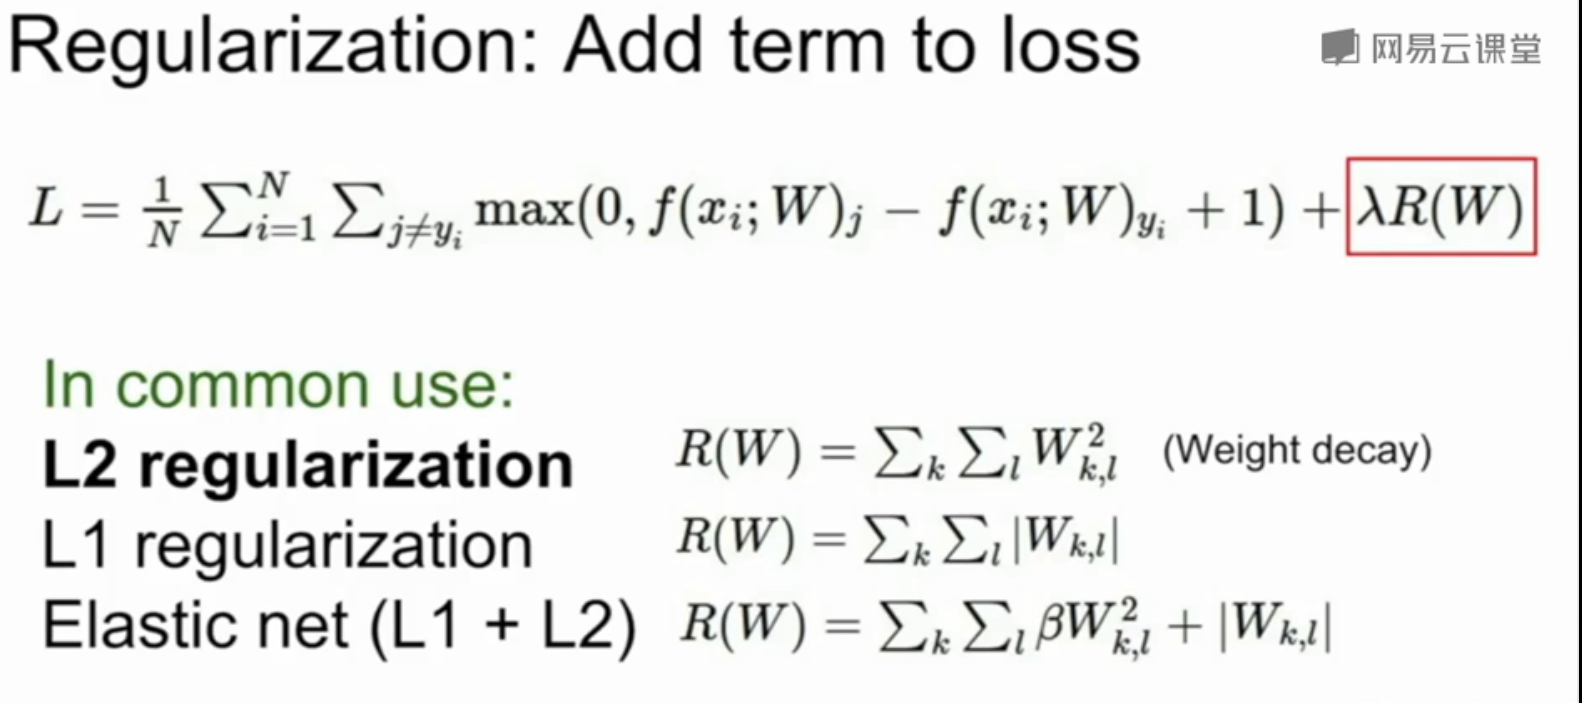 Regularization: Add term to loss
网易云课堂
L = \frac{1}{N} \sum_{i=1}^{N} \sum_{j \neq y_i} \max(0, f(x_i; W)_j - f(x_i; W)_{y_i} + 1) + \lambda R(W)
In common use:
L2 regularization R(W) = \sum_k \sum_l W_{k,l}^2 (Weight decay)
L1 regularization R(W) = \sum_k \sum_l |W_{k,l}|
Elastic net (L1 + L2) R(W) = \sum_k \sum_l \beta W_{k,l}^2 + |W_{k,l}|